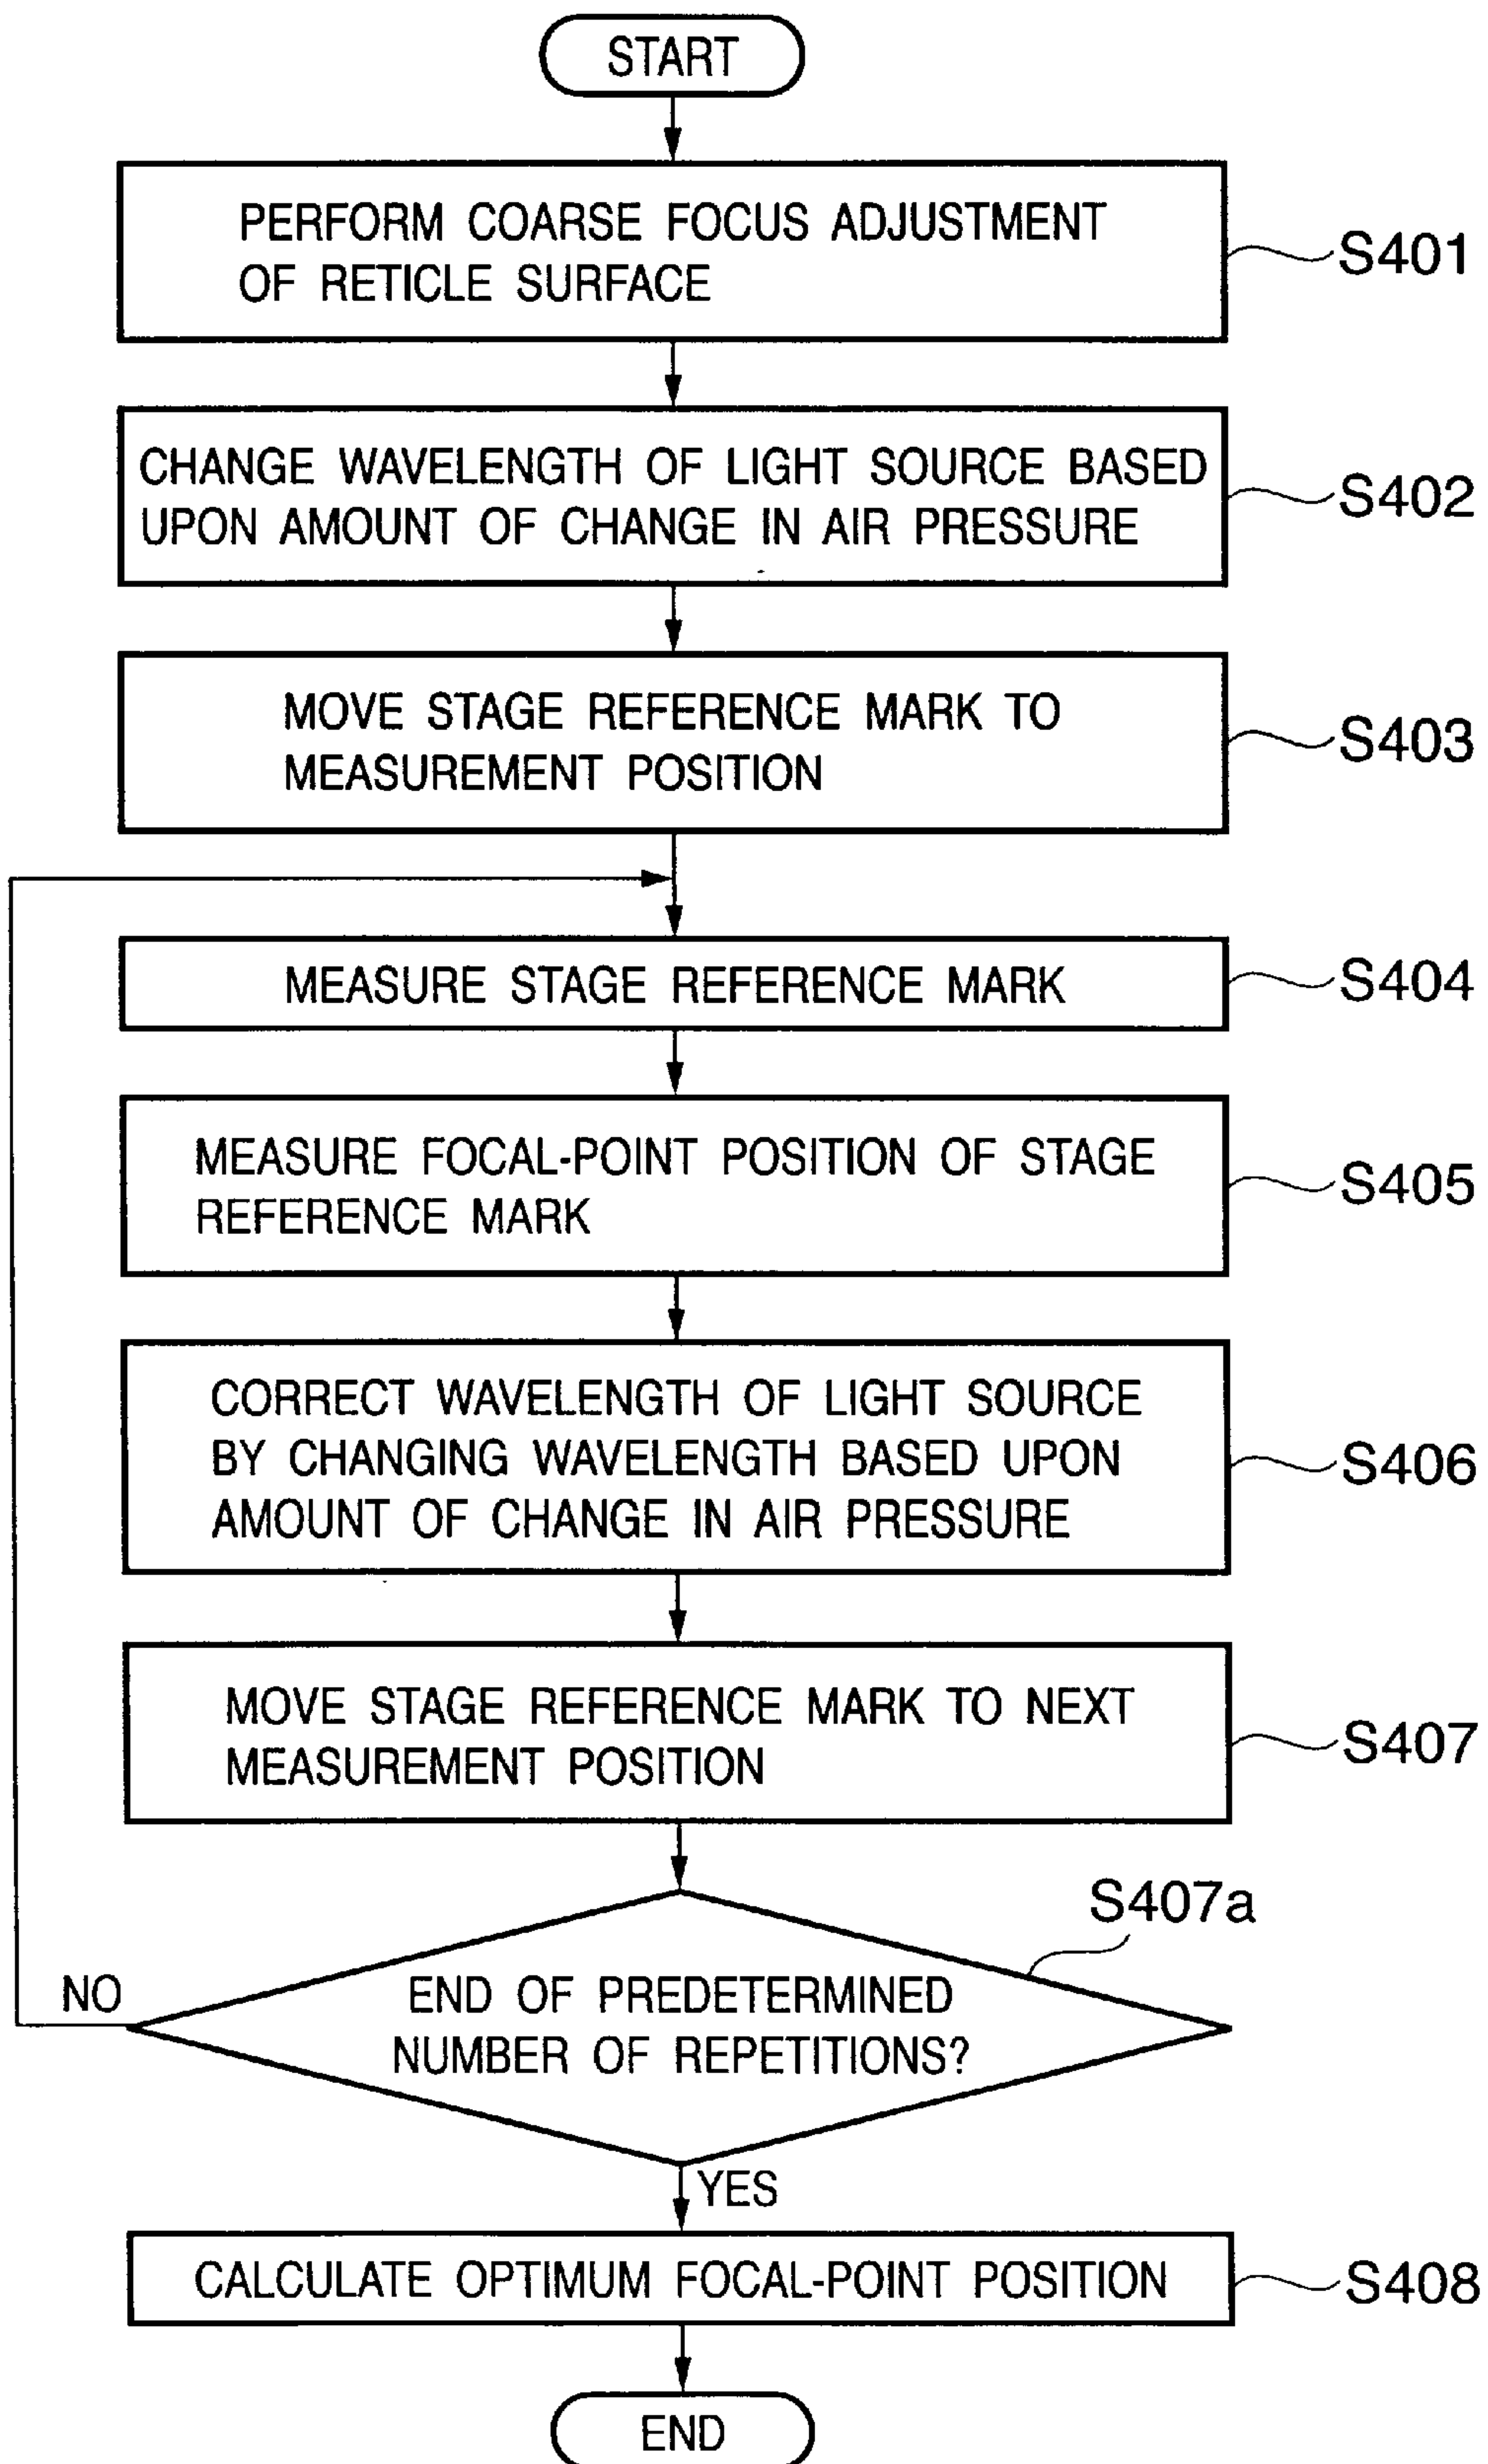 START
PERFORM COARSE FOCUS ADJUSTMENT
OF RETICLE SURFACE
S401
CHANGE WAVELENGTH OF LIGHT SOURCE BASED
UPON AMOUNT OF CHANGE IN AIR PRESSURE
S402
MOVE STAGE REFERENCE MARK TO
MEASUREMENT POSITION
S403
MEASURE STAGE REFERENCE MARK
S404
MEASURE FOCAL-POINT POSITION OF STAGE
REFERENCE MARK
S405
CORRECT WAVELENGTH OF LIGHT SOURCE
BY CHANGING WAVELENGTH BASED UPON
AMOUNT OF CHANGE IN AIR PRESSURE
S406
MOVE STAGE REFERENCE MARK TO NEXT
MEASUREMENT POSITION
S407
S407a
NO
END OF PREDETERMINED
NUMBER OF REPETITIONS?
YES
CALCULATE OPTIMUM FOCAL-POINT POSITION
S408
END